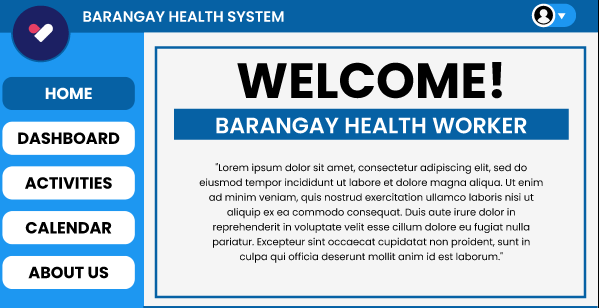 BARANGAY HEALTH SYSTEM
HOME
DASHBOARD
ACTIVITIES
CALENDAR
ABOUT US
WELCOME!
BARANGAY HEALTH WORKER
"Lorem ipsum dolor sit amet, consectetur adipiscing elit, sed do
eiusmod tempor incididunt ut labore et dolore magna aliqua. Ut enim
ad minim veniam, quis nostrud exercitation ullamco laboris nisi ut
aliquip ex ea commodo consequat. Duis aute irure dolor in
reprehenderit in voluptate velit esse cillum dolore eu fugiat nulla
pariatur. Excepteur sint occaecat cupidatat non proident, sunt in
culpa qui officia deserunt mollit anim id est laborum."